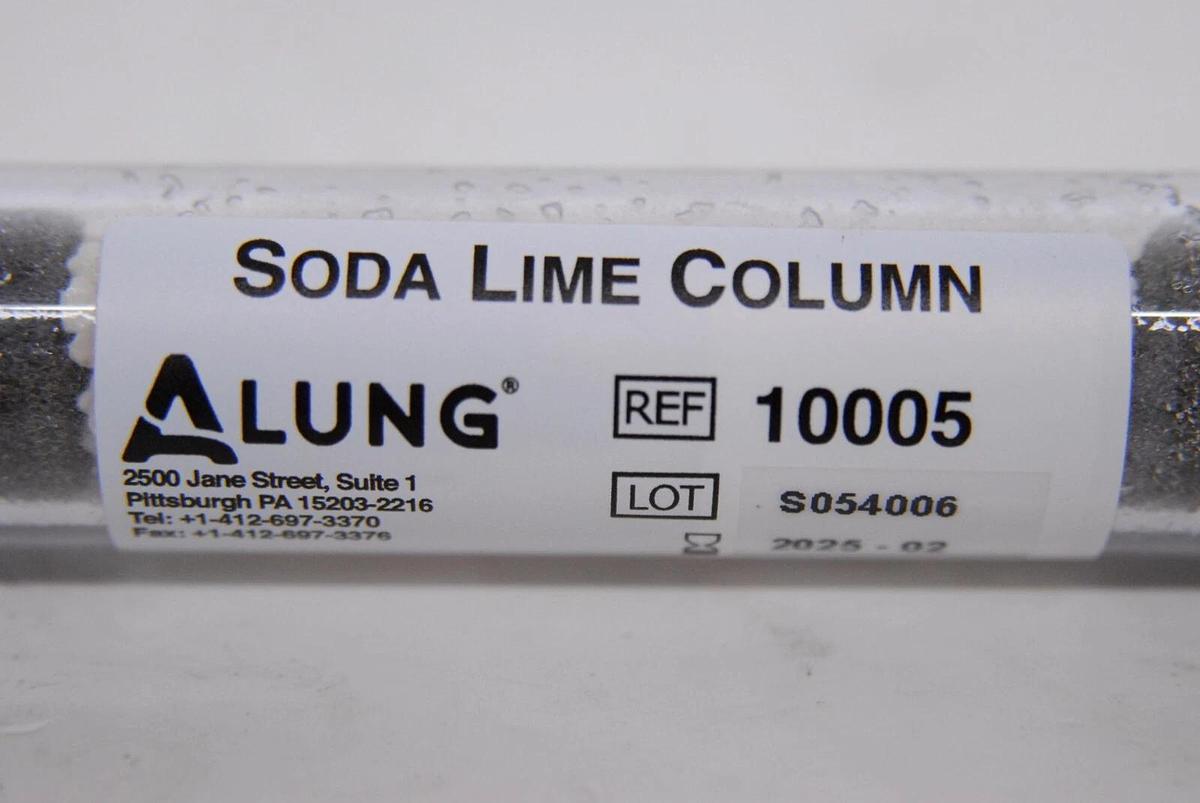 SODA LIME COLUMN
ALUNG®
REF 10005
2500 Jane Street, Suite 1
Pittsburgh PA 15203-2216
Tel: +1-412-697-3370
Fax: +1-412-697-3376
LOT S054006
2025 - 02